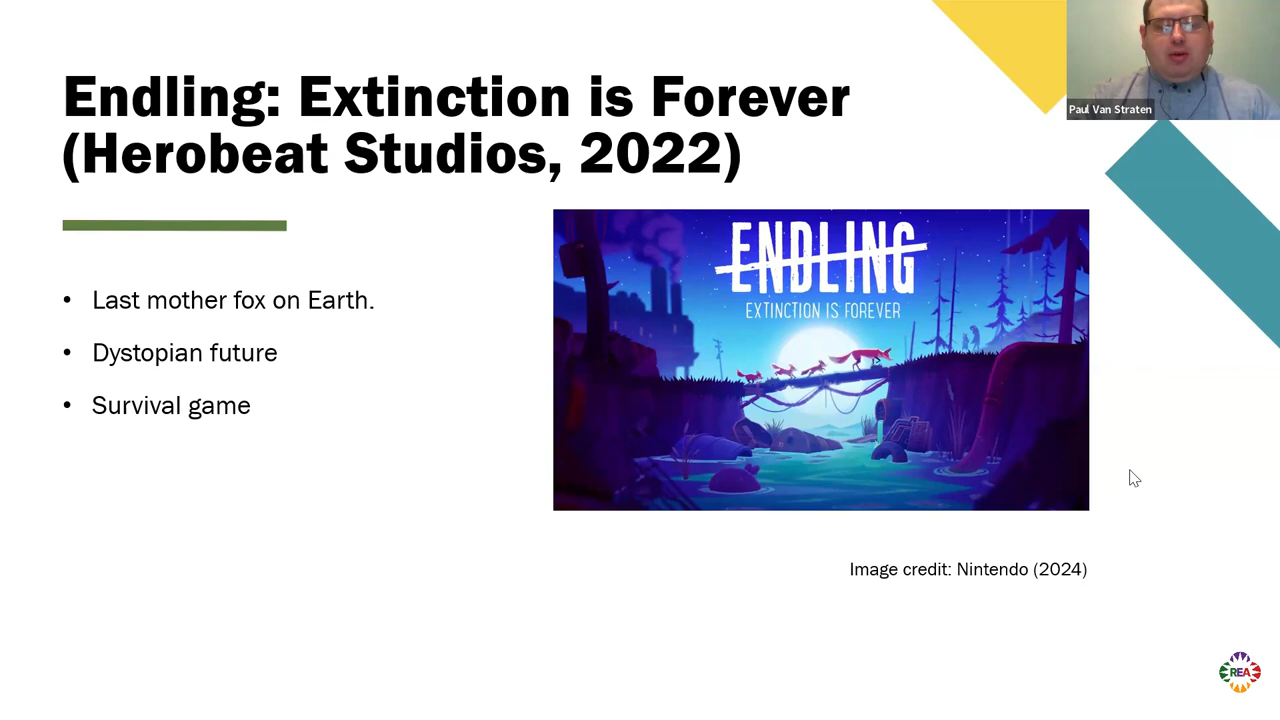 Endling: Extinction is Forever
(Herobeat Studios, 2022)
Paul Van Straten
• Last mother fox on Earth.
• Dystopian future
• Survival game
ENDLING
EXTINCTION IS FOREVER
Image credit: Nintendo (2024)
REA